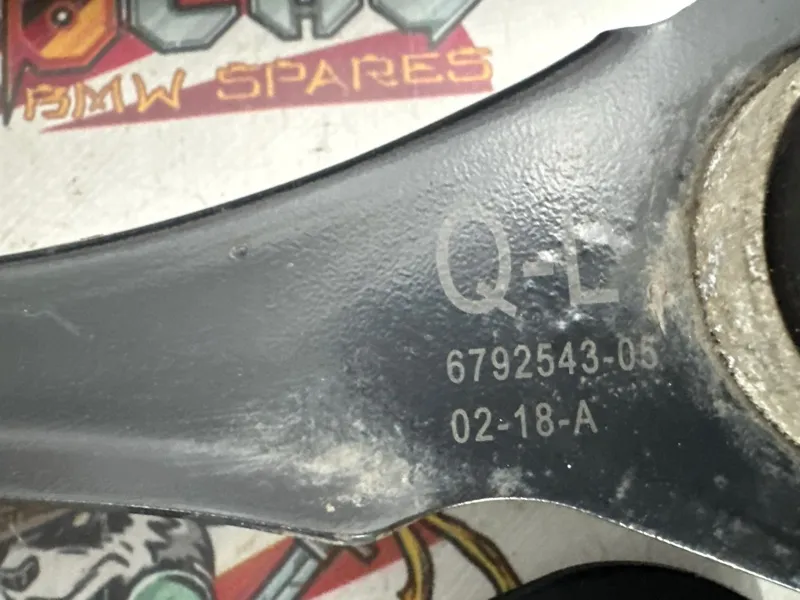 BMW SPARES
Q-L
6792543-05
02-18-A